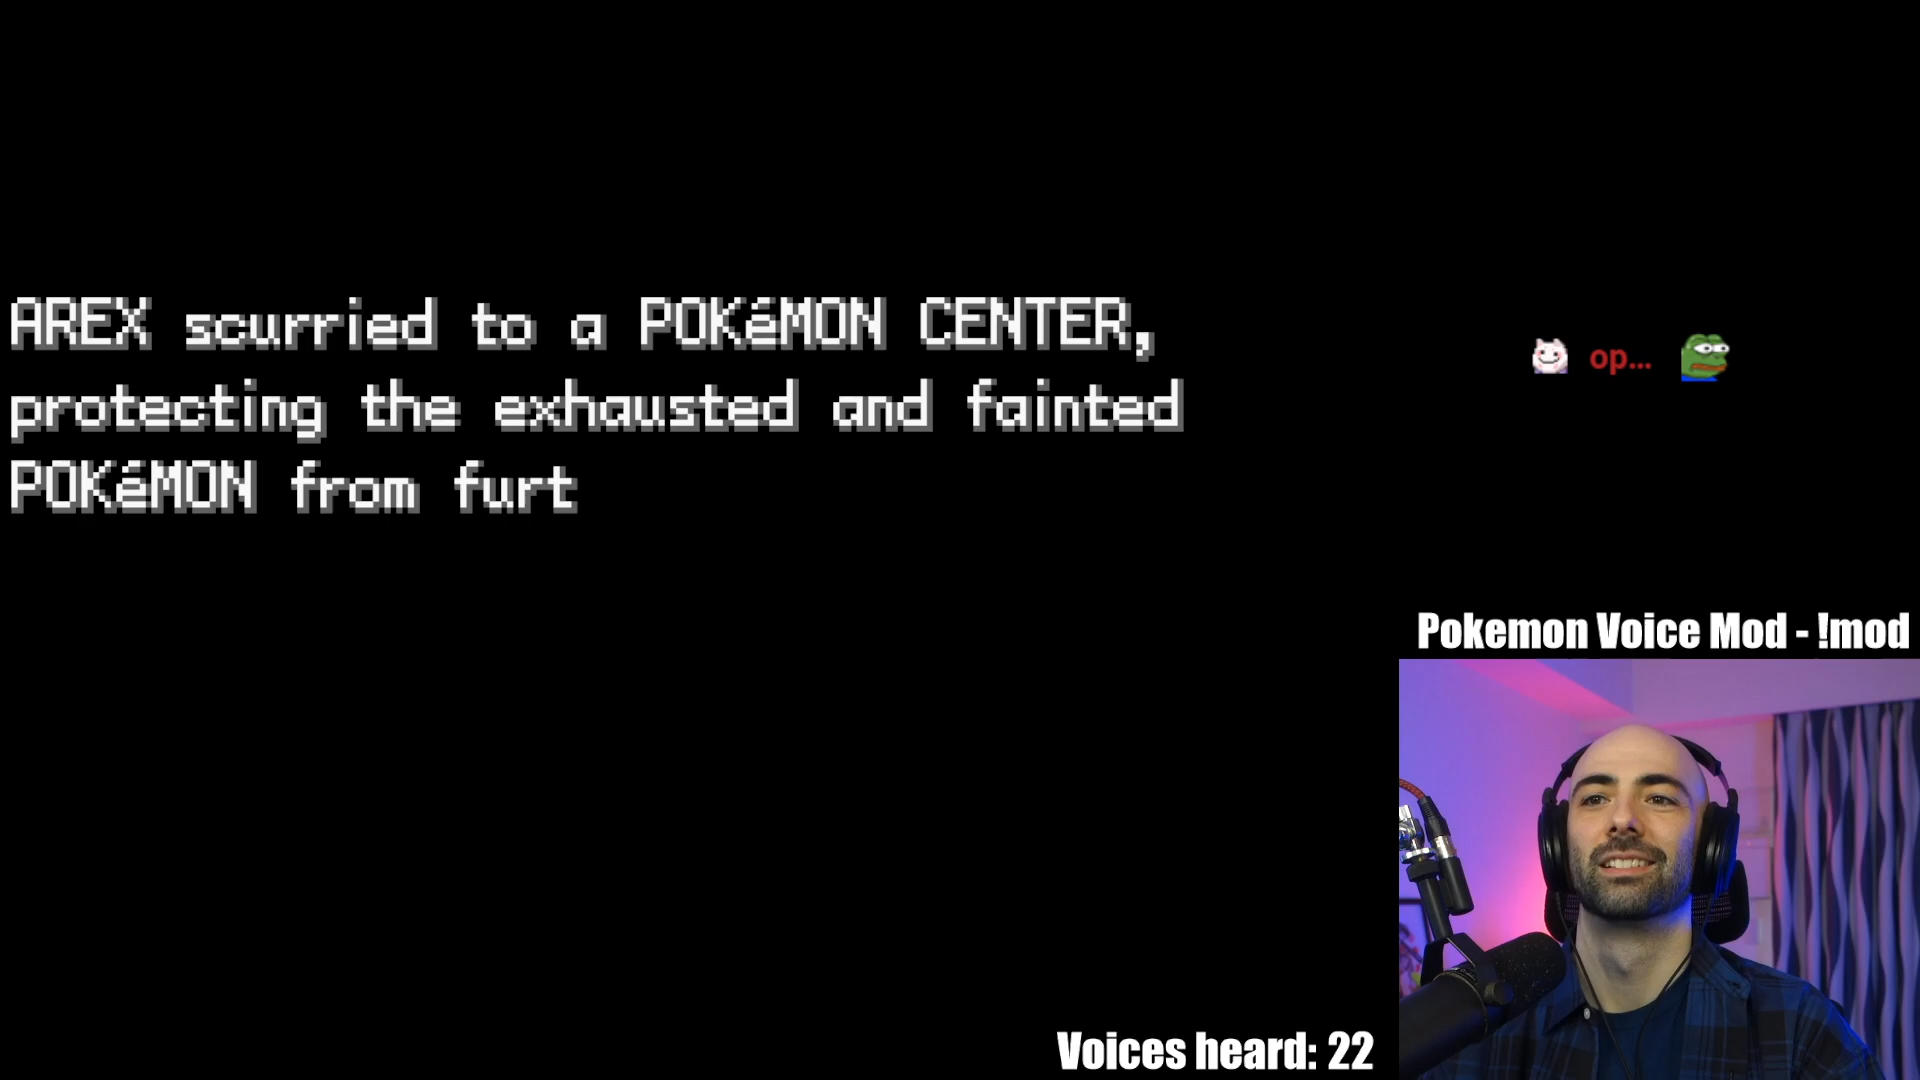 AREX scurried to a POKéMON CENTER,
protecting the exhausted and fainted
POKéMON from furt
op...
Pokemon Voice Mod - !mod
Voices heard: 22